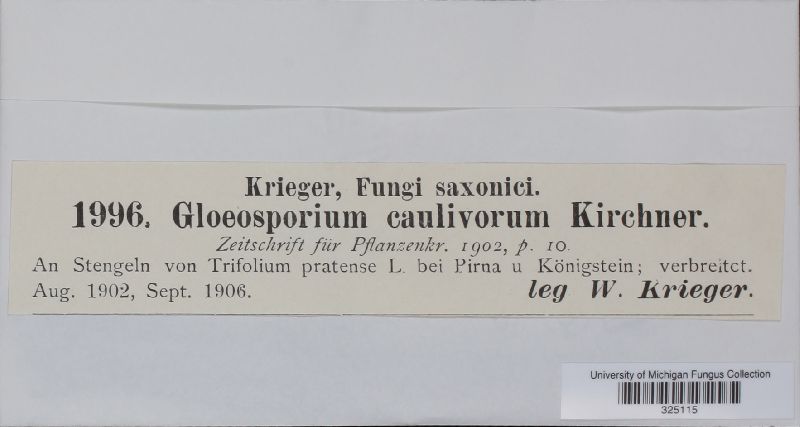 Krieger, Fungi saxonici.
1996. Gloeosporium caulivorum Kirchner.
Zeitschrift für Pflanzenkr. 1902, p. 10.
An Stengeln von Trifolium pratense L. bei Pirna u Königstein; verbreitet.
Aug. 1902, Sept. 1906. leg W. Krieger.
University of Michigan Fungus Collection
325115